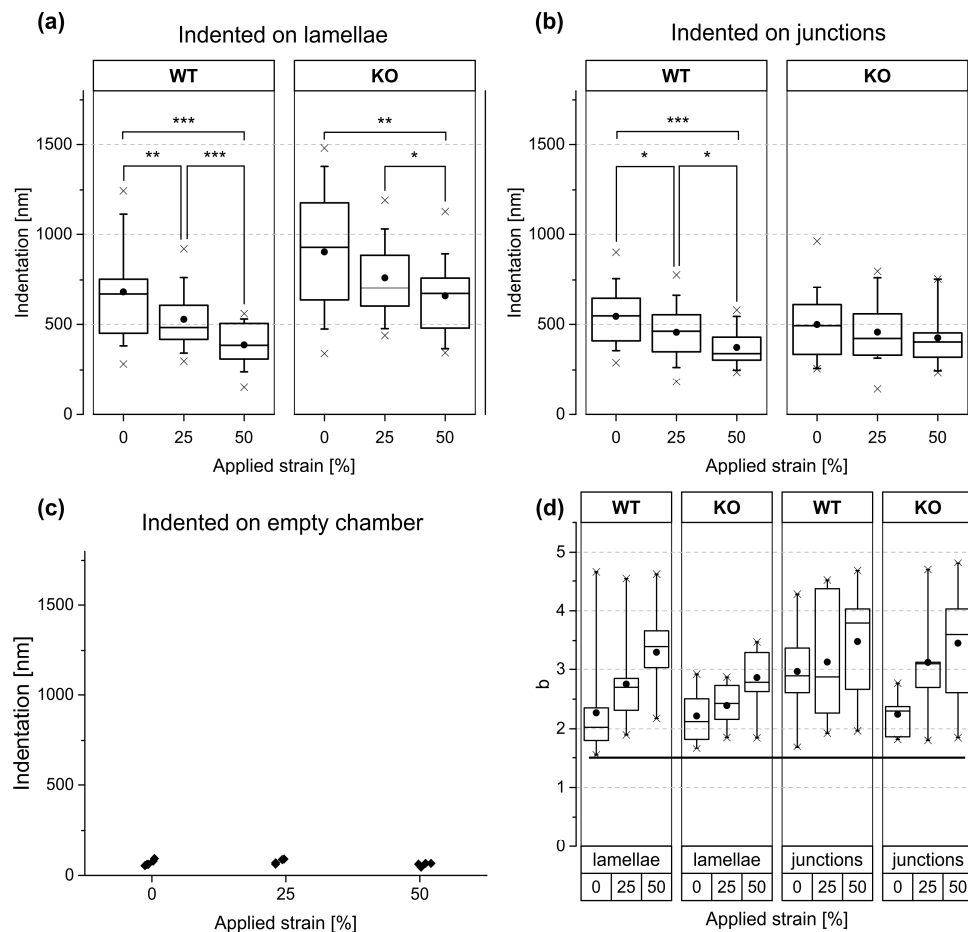 (a)
Indented on lamellae
WT
KO
***
**
**
***
*
1500
1000
500
0
Indentation [nm]
0 25 50
0 25 50
Applied strain [%]
Applied strain [%]
(b)
Indented on junctions
WT
KO
***
*
*
1500
1000
500
0
Indentation [nm]
0 25 50
0 25 50
Applied strain [%]
Applied strain [%]
(c)
Indented on empty chamber
1500
1000
500
0
Indentation [nm]
0 25 50
Applied strain [%]
(d)
WT KO WT KO
5
4
3
2
1
0
b
lamellae lamellae junctions junctions
0 25 50 0 25 50 0 25 50 0 25 50
Applied strain [%]